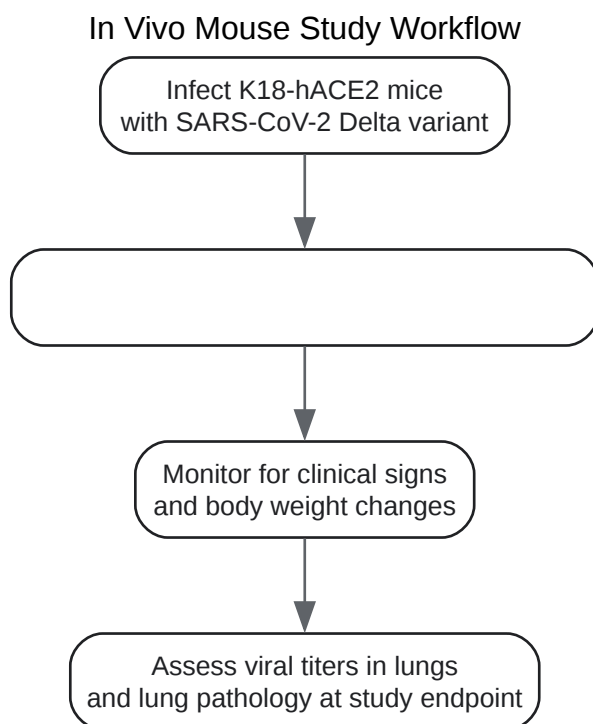 In Vivo Mouse Study Workflow
Infect K18-hACE2 mice
with SARS-CoV-2 Delta variant
Monitor for clinical signs
and body weight changes
Assess viral titers in lungs
and lung pathology at study endpoint